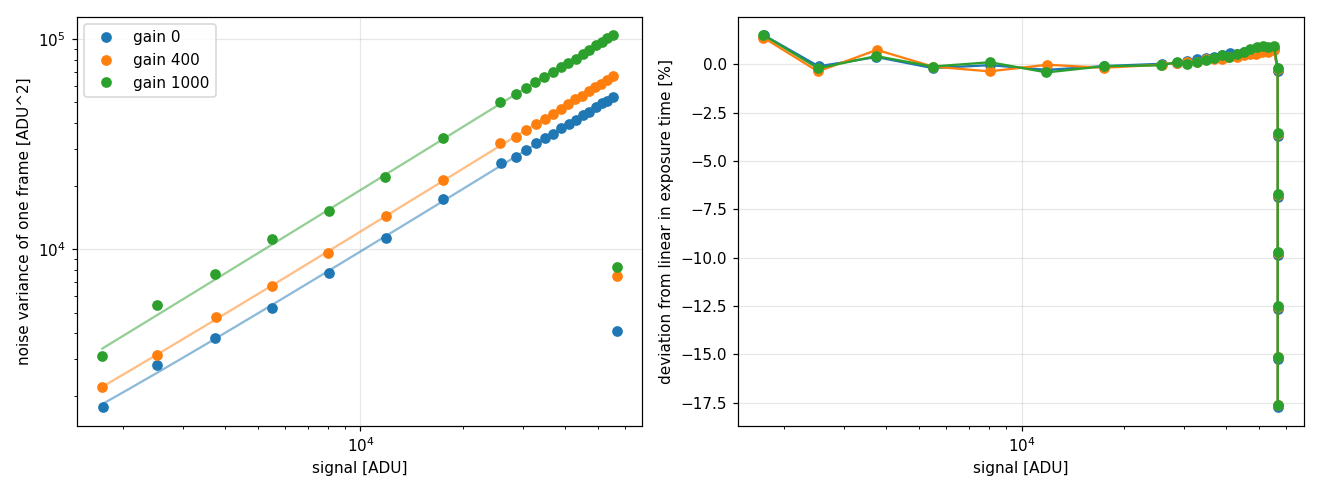 noise variance of one frame [ADU^2]
10^5
10^4
gain 0
gain 400
gain 1000
10^4
signal [ADU]
deviation from linear in exposure time [%]
0.0
−2.5
−5.0
−7.5
−10.0
−12.5
−15.0
−17.5
10^4
signal [ADU]